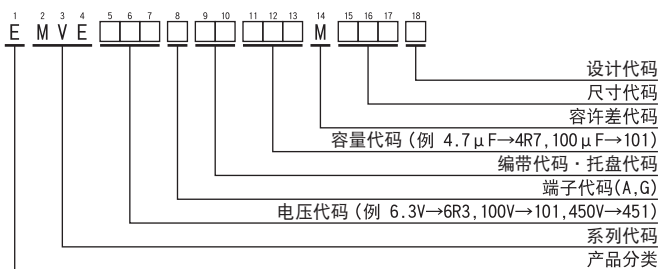 1 2 3 4 5 6 7 8 9 10 11 12 13 14 15 16 17 18
E M V E □□□ □ □□ □□□ M □□□ □
设计代码
尺寸代码
容许差代码
容量代码 (例 4.7μF→4R7,100μF→101)
编带代码・托盘代码
端子代码(A,G)
电压代码 (例 6.3V→6R3,100V→101,450V→451)
系列代码
产品分类